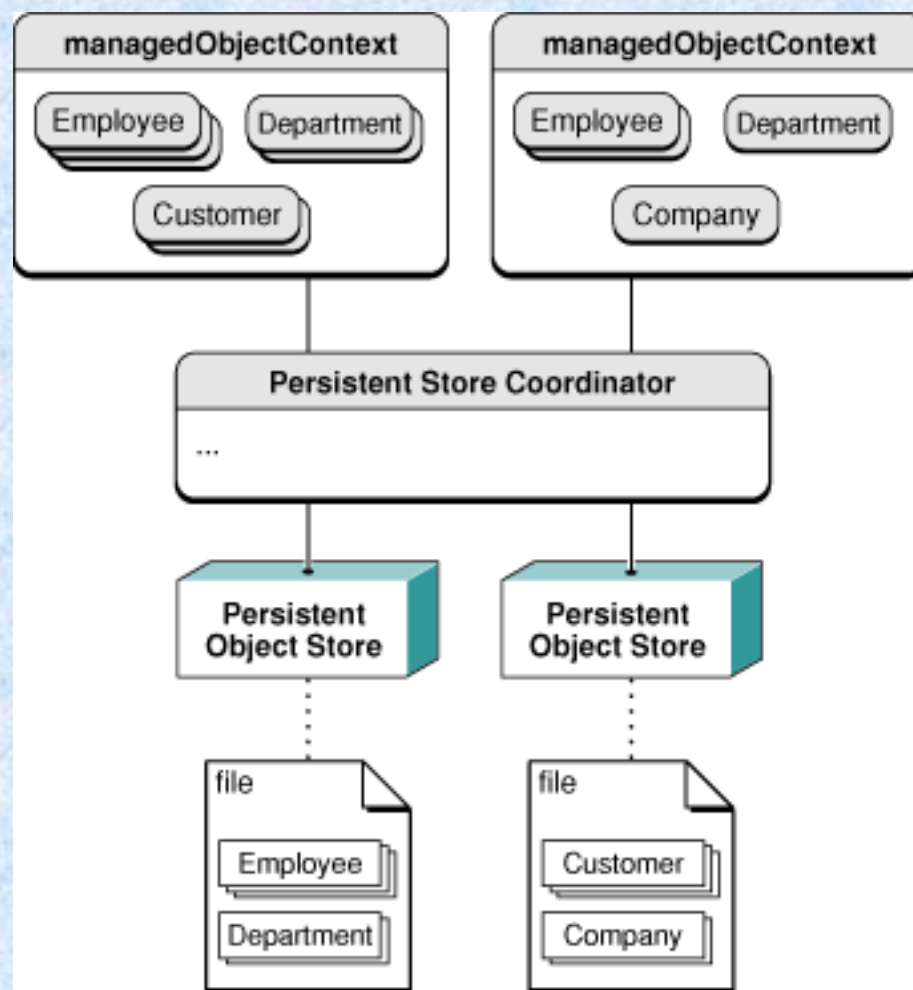 managedObjectContext
Employee
Department
Customer
managedObjectContext
Employee
Department
Company
Persistent Store Coordinator
...
Persistent
Object Store
Persistent
Object Store
file
Employee
Department
file
Customer
Company